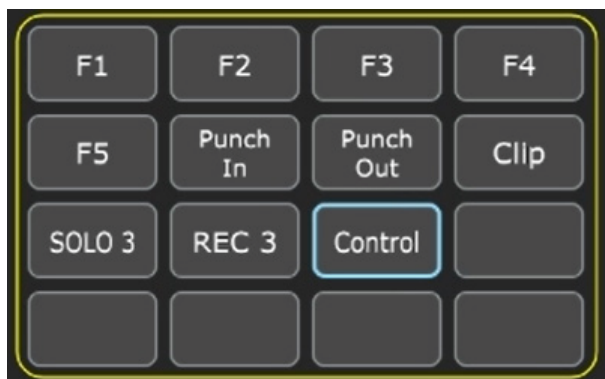 F1 F2 F3 F4
F5 Punch In Punch Out Clip
SOLO 3 REC 3 Control